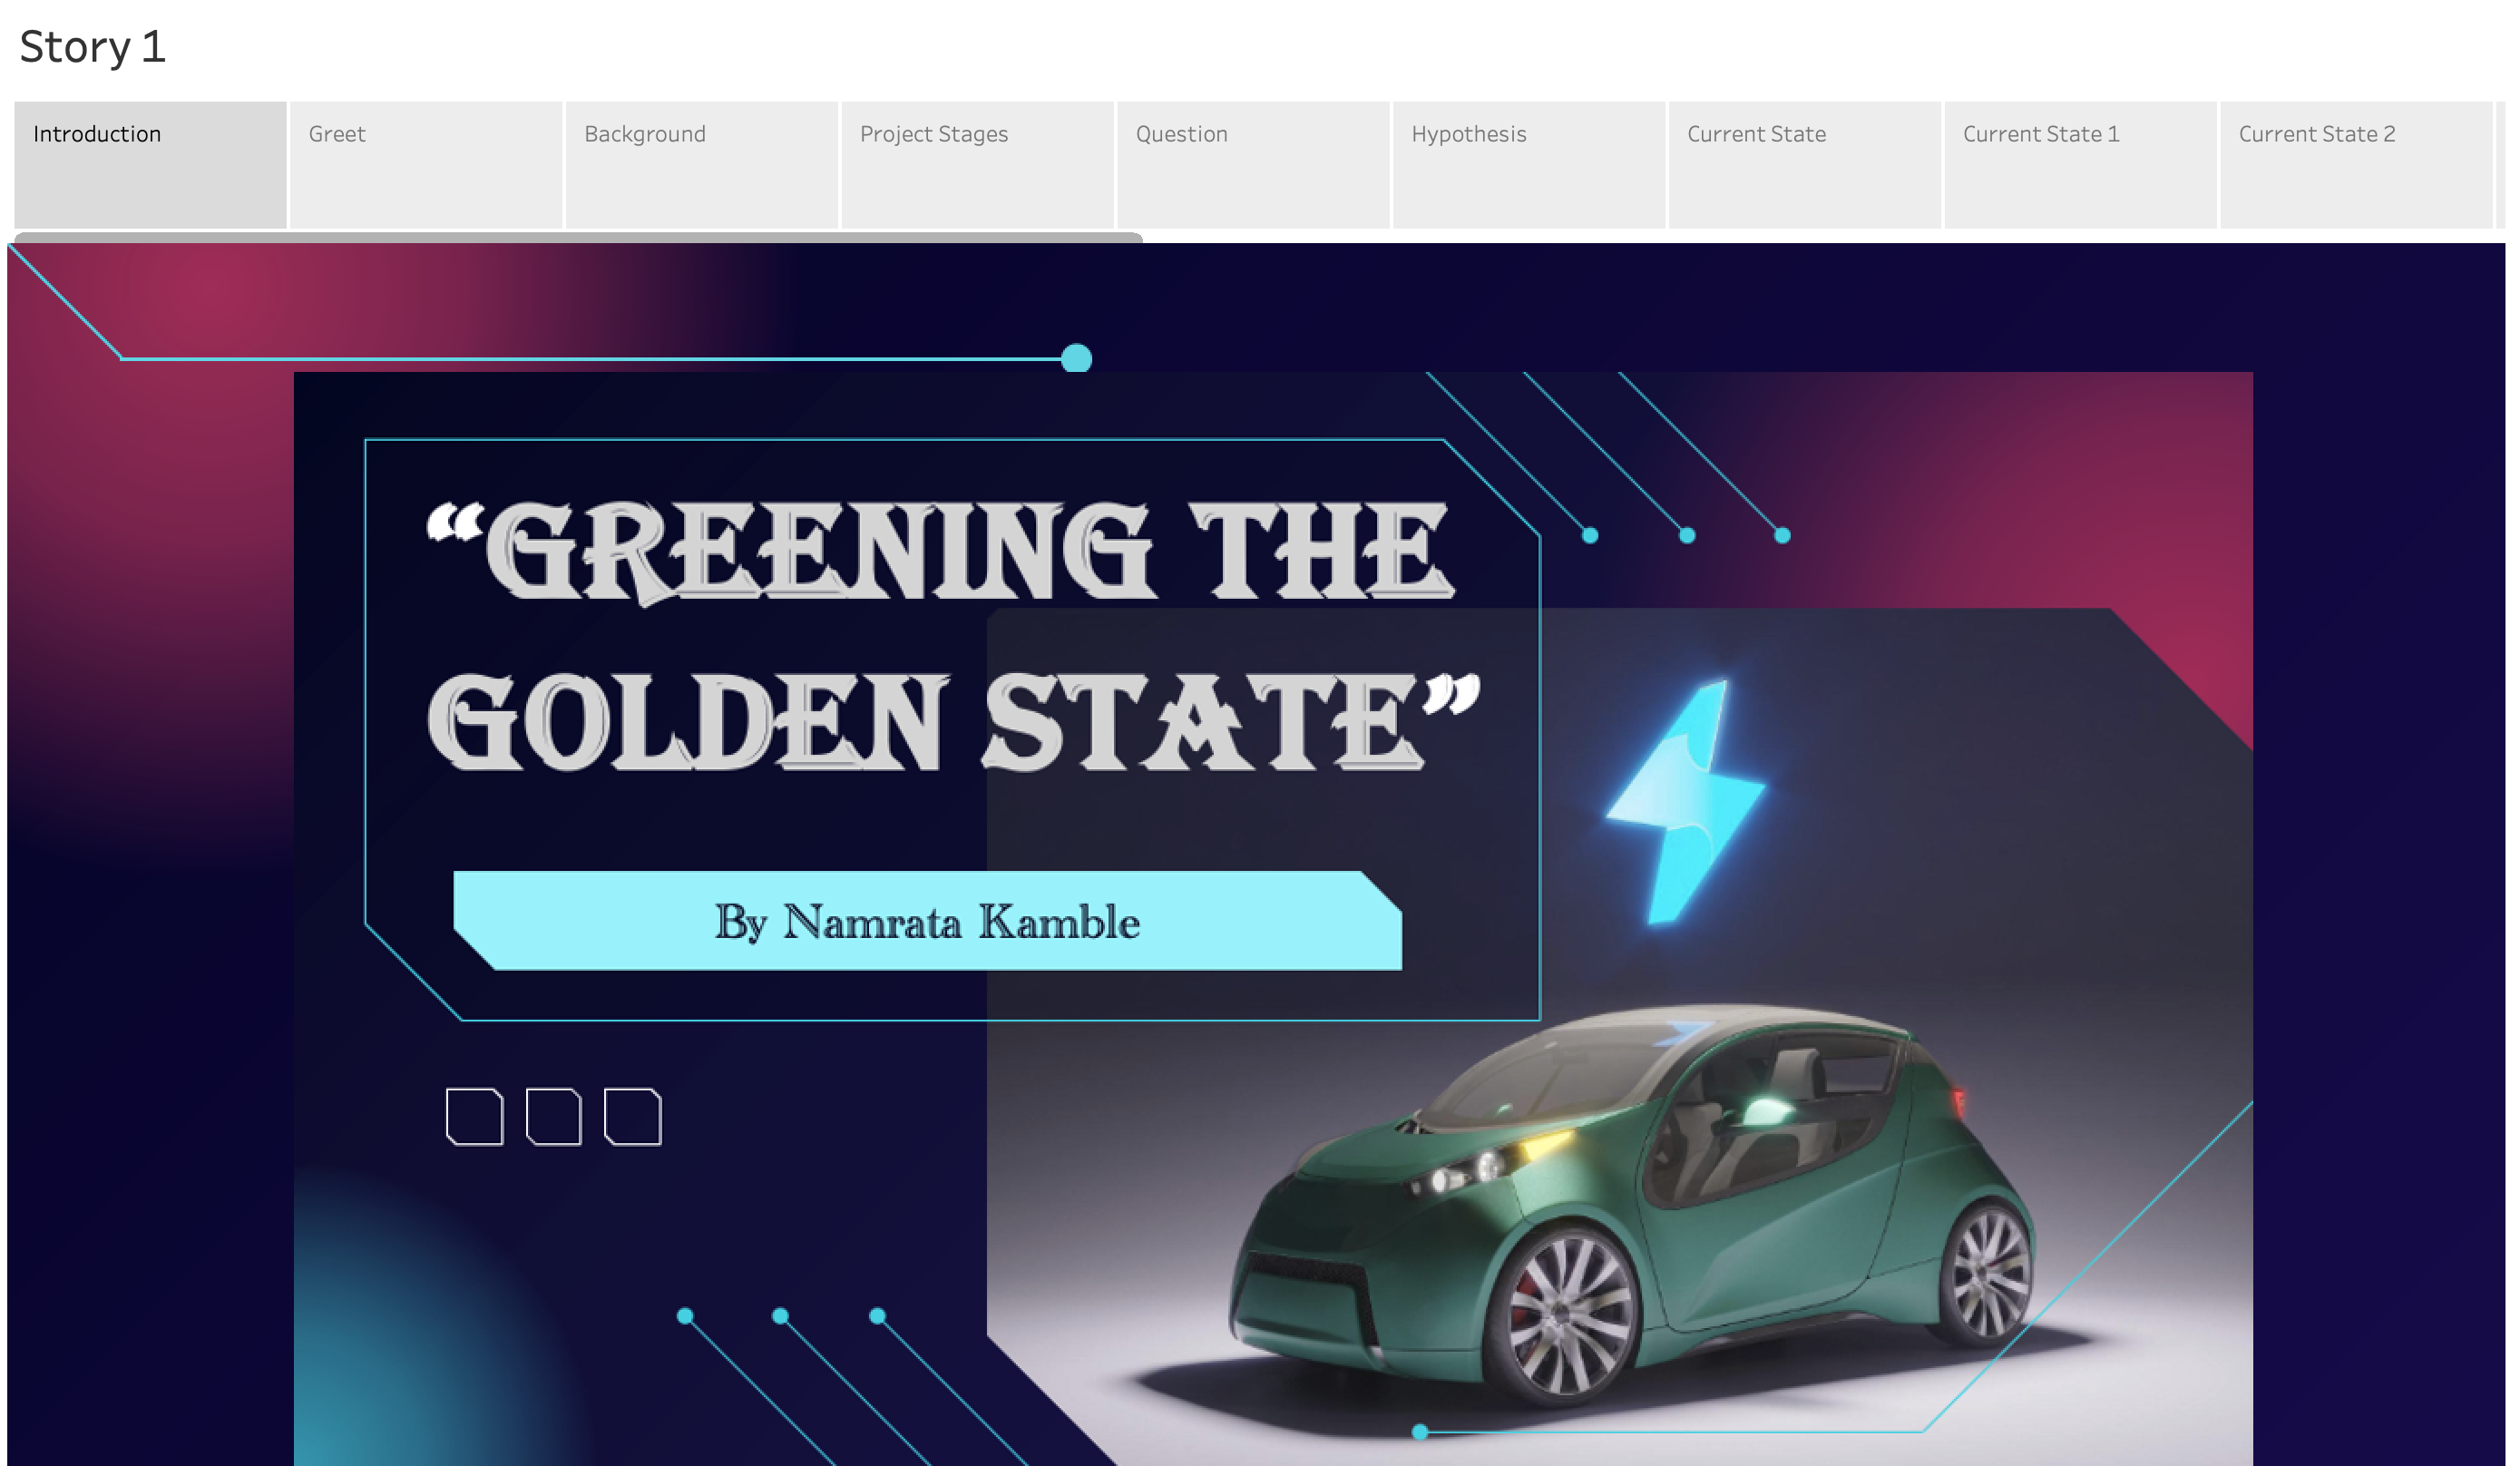 Story 1
Introduction
Greet
Background
Project Stages
Question
Hypothesis
Current State
Current State 1
Current State 2
“GREENING THE
GOLDEN STATE”
By Namrata Kamble